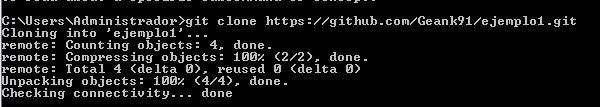 C:\Users\Administrador>git clone https://github.com/Geank91/ejemplo1.git
Cloning into 'ejemplo1'...
remote: Counting objects: 4, done.
remote: Compressing objects: 100% (2/2), done.
remote: Total 4 (delta 0), reused 0 (delta 0)
Unpacking objects: 100% (4/4), done.
Checking connectivity... done